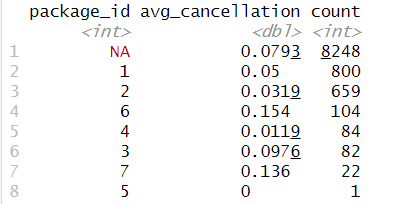 package_id avg_cancellation count
<int> <dbl> <int>
1 NA 0.0793 8248
2 1 0.05 800
3 2 0.0319 659
4 6 0.154 104
5 4 0.0119 84
6 3 0.0976 82
7 7 0.136 22
8 5 0 1